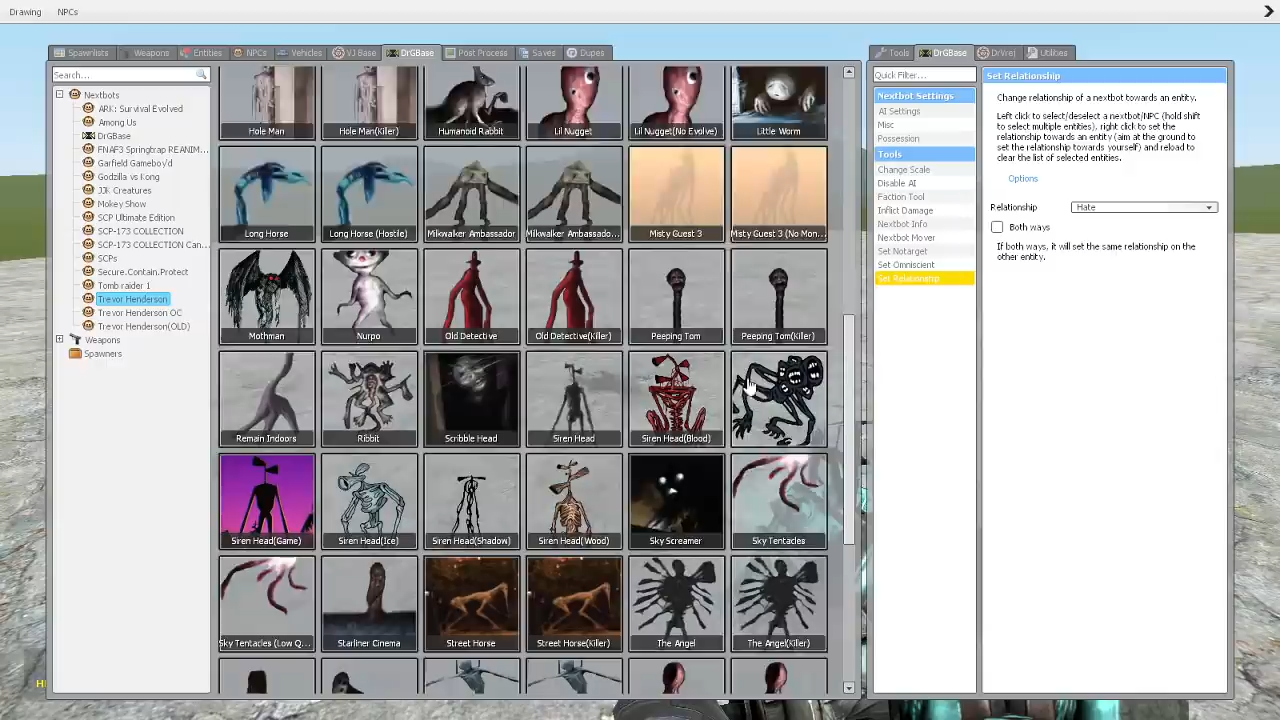 Drawing NPCs
Spawnlists Weapons Entities NPCs Vehicles VJ Base DrGBase Post Process Saves Dupes
Tools DrGBase DrVrej Utilities
Search...
Nextbots
ARK: Survival Evolved
Among Us
DrGBase
FNAF3 Springtrap RE/ABM...
Garfield Gameboy'd
Godzilla vs Kong
JJK Creatures
Mokey Show
SCP Ultimate Edition
SCP-173 COLLECTION
SCP-173 COLLECTION Can...
SCPs
Secure.Contain.Protect
Tomb raider 1
Trevor Henderson
Trevor Henderson OC
Trevor Henderson(OLD)
Weapons
Spawners
Hole Man Hole Man(Killer) Humanoid Rabbit Lil Nugget Lil Nugget(No Evolve) Little Worm
Long Horse Long Horse (Hostile) Milkwalker Ambassador Milkwalker Ambassado... Misty Guest 3 Misty Guest 3 (No Mon...
Mothman Nurpo Old Detective Old Detective(Killer) Peeping Tom Peeping Tom(Killer)
Remain Indoors Ribbit Scribble Head Siren Head Siren Head(Blood)
Siren Head(Game) Siren Head(Ice) Siren Head(Shadow) Siren Head(Wood) Sky Screamer Sky Tentacles
Sky Tentacles (Low Q... Starliner Cinema Street Horse Street Horse(Killer) The Angel The Angel(Killer)
Quick Filter...
Nextbot Settings
AI Settings
Misc
Possession
Tools
Change Scale
Disable AI
Faction Tool
Inflict Damage
Nextbot Info
Nextbot Mover
Set Notarget
Set Omniscient
Set Relationship
Set Relationship
Change relationship of a nextbot towards an entity.
Left click to select/deselect a nextbot/NPC (hold shift
to select multiple entities), right click to set the
relationship towards an entity (aim at the ground to
set the relationship towards yourself) and reload to
clear the list of selected entities.
Options
Relationship Hate
Both ways
If both ways, it will set the same relationship on the
other entity.